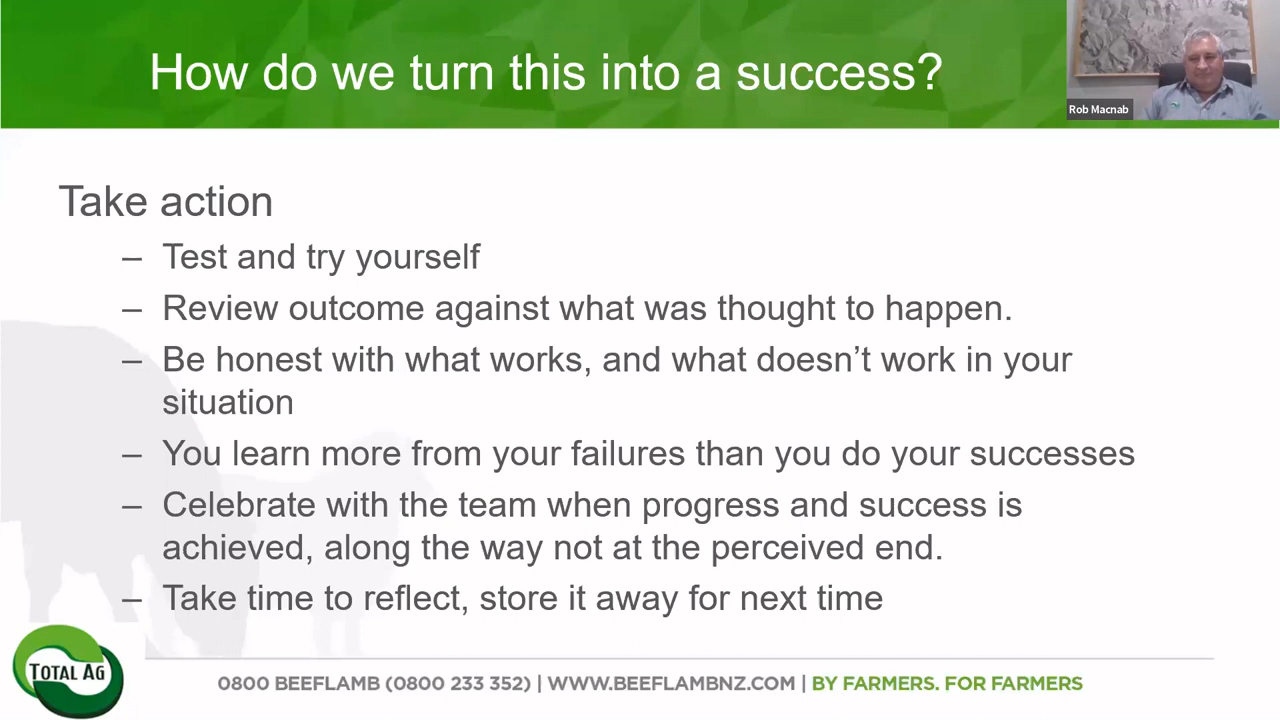 How do we turn this into a success?
Rob Macnab
Take action
– Test and try yourself
– Review outcome against what was thought to happen.
– Be honest with what works, and what doesn’t work in your
situation
– You learn more from your failures than you do your successes
– Celebrate with the team when progress and success is
achieved, along the way not at the perceived end.
– Take time to reflect, store it away for next time
TOTAL AG
0800 BEEFLAMB (0800 233 352) | WWW.BEEFLAMBNZ.COM | BY FARMERS. FOR FARMERS